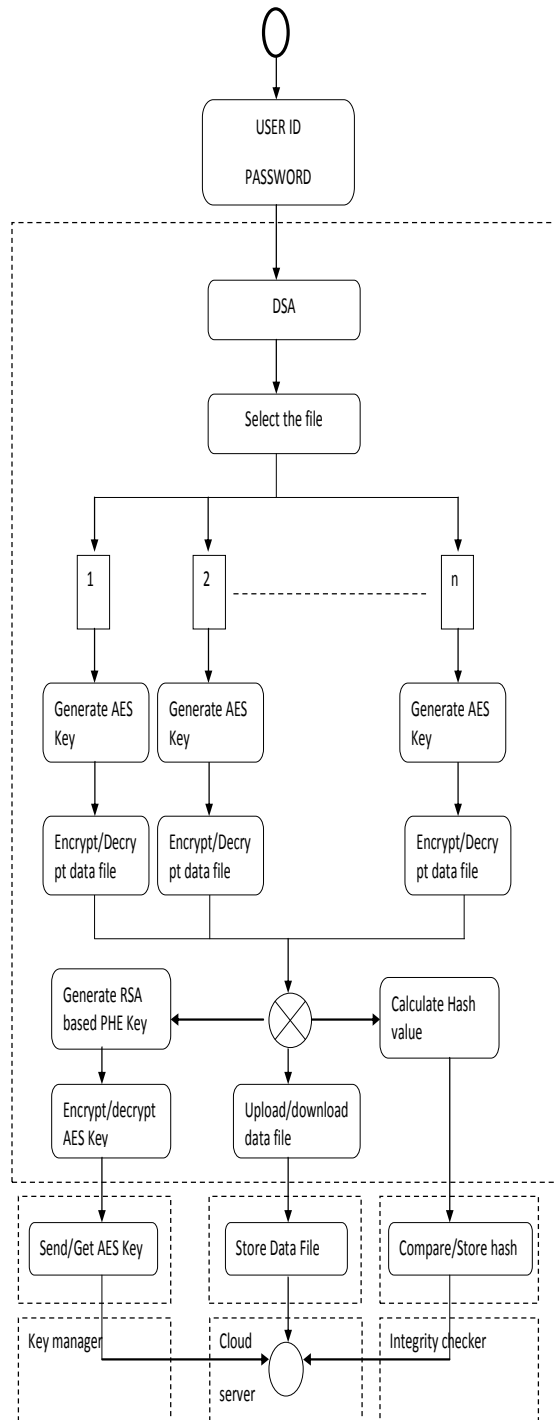 USER ID
PASSWORD
DSA
Select the file
1
2
n
Generate AES
Key
Generate AES
Key
Generate AES
Key
Encrypt/Decry
pt data file
Encrypt/Decry
pt data file
Encrypt/Decry
pt data file
Generate RSA
based PHE Key
Calculate Hash
value
Encrypt/decrypt
AES Key
Upload/download
data file
Send/Get AES Key
Store Data File
Compare/Store hash
Key manager
Cloud
server
Integrity checker